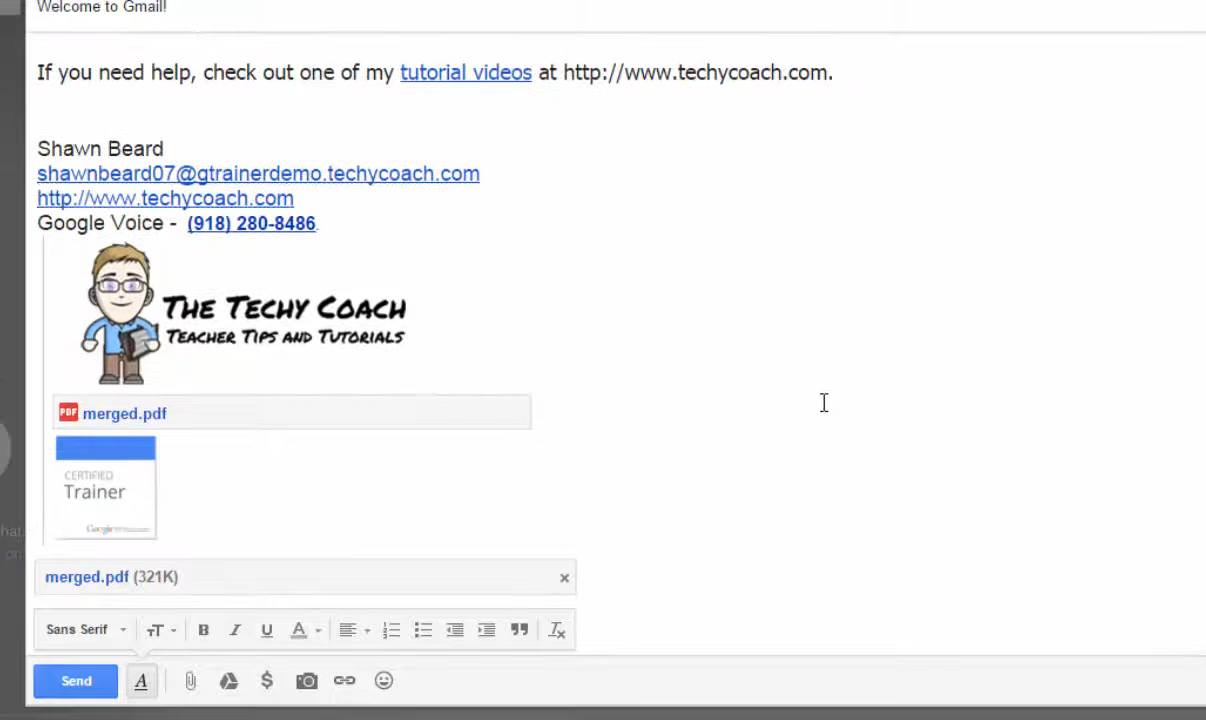 Welcome to Gmail!
If you need help, check out one of my tutorial videos at http://www.techycoach.com.
Shawn Beard
shawnbeard07@gtrainerdemo.techycoach.com
http://www.techycoach.com
Google Voice - (918) 280-8486
THE TECHY COACH
TEACHER TIPS AND TUTORIALS
PDF merged.pdf
CERTIFIED
Trainer
Google
merged.pdf (321K) ×
Sans Serif
Send